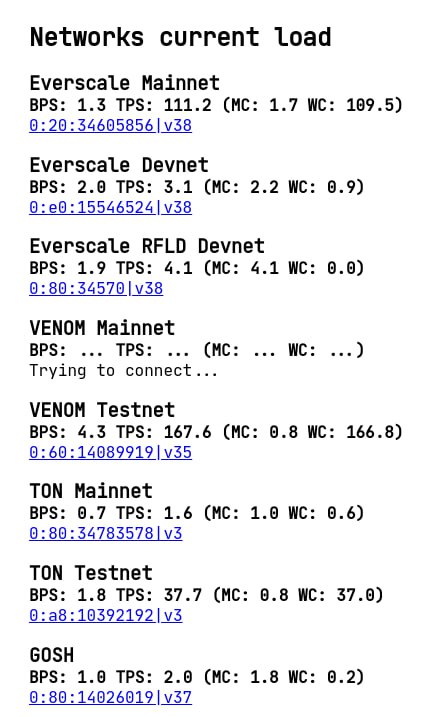 Networks current load
Everscale Mainnet
BPS: 1.3 TPS: 111.2 (MC: 1.7 WC: 109.5)
0:20:34605856|v38
Everscale Devnet
BPS: 2.0 TPS: 3.1 (MC: 2.2 WC: 0.9)
0:e0:15546524|v38
Everscale RFLD Devnet
BPS: 1.9 TPS: 4.1 (MC: 4.1 WC: 0.0)
0:80:34570|v38
VENOM Mainnet
BPS: ... TPS: ... (MC: ... WC: ...)
Trying to connect...
VENOM Testnet
BPS: 4.3 TPS: 167.6 (MC: 0.8 WC: 166.8)
0:60:14089919|v35
TON Mainnet
BPS: 0.7 TPS: 1.6 (MC: 1.0 WC: 0.6)
0:80:34783578|v3
TON Testnet
BPS: 1.8 TPS: 37.7 (MC: 0.8 WC: 37.0)
0:a8:10392192|v3
GOSH
BPS: 1.0 TPS: 2.0 (MC: 1.8 WC: 0.2)
0:80:14026019|v37